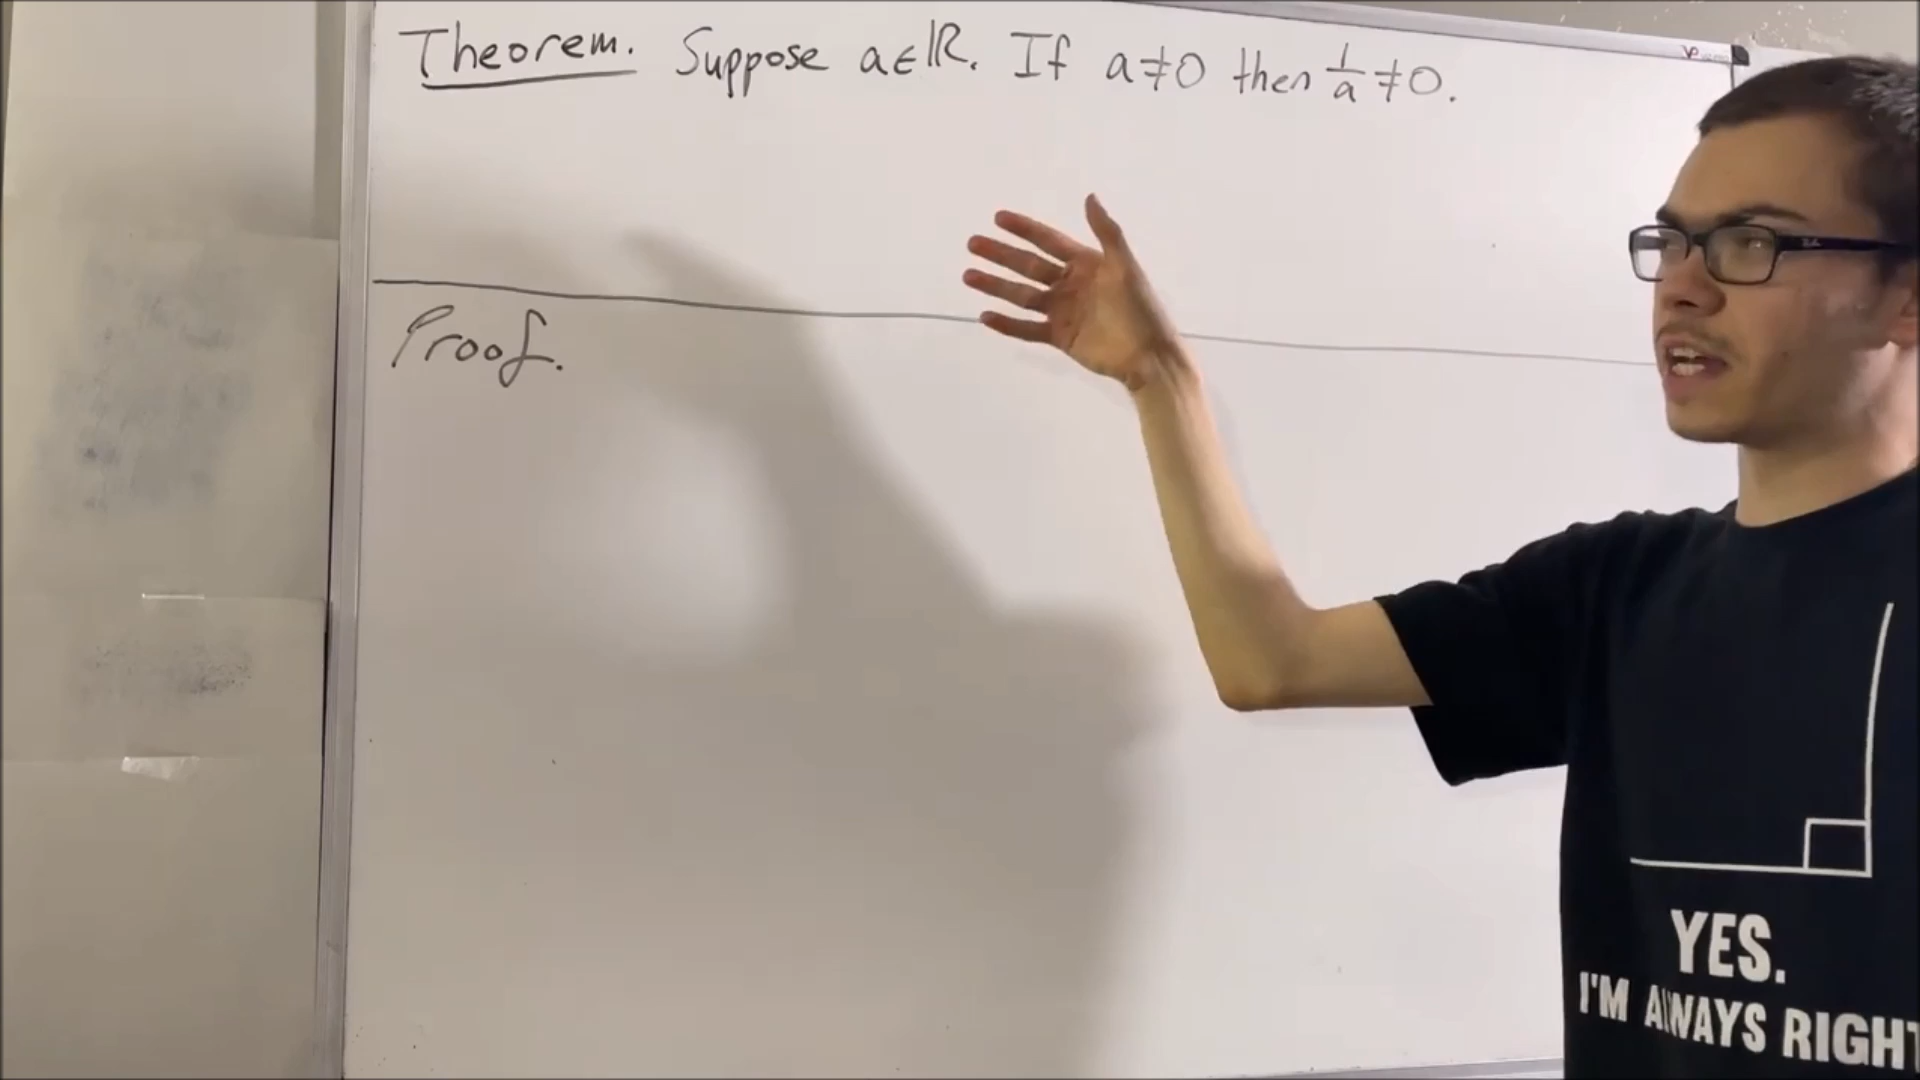 Theorem. Suppose a∈ℝ. If a≠0 then 1/a ≠0.
Proof.
YES.
I'M ALWAYS RIGHT